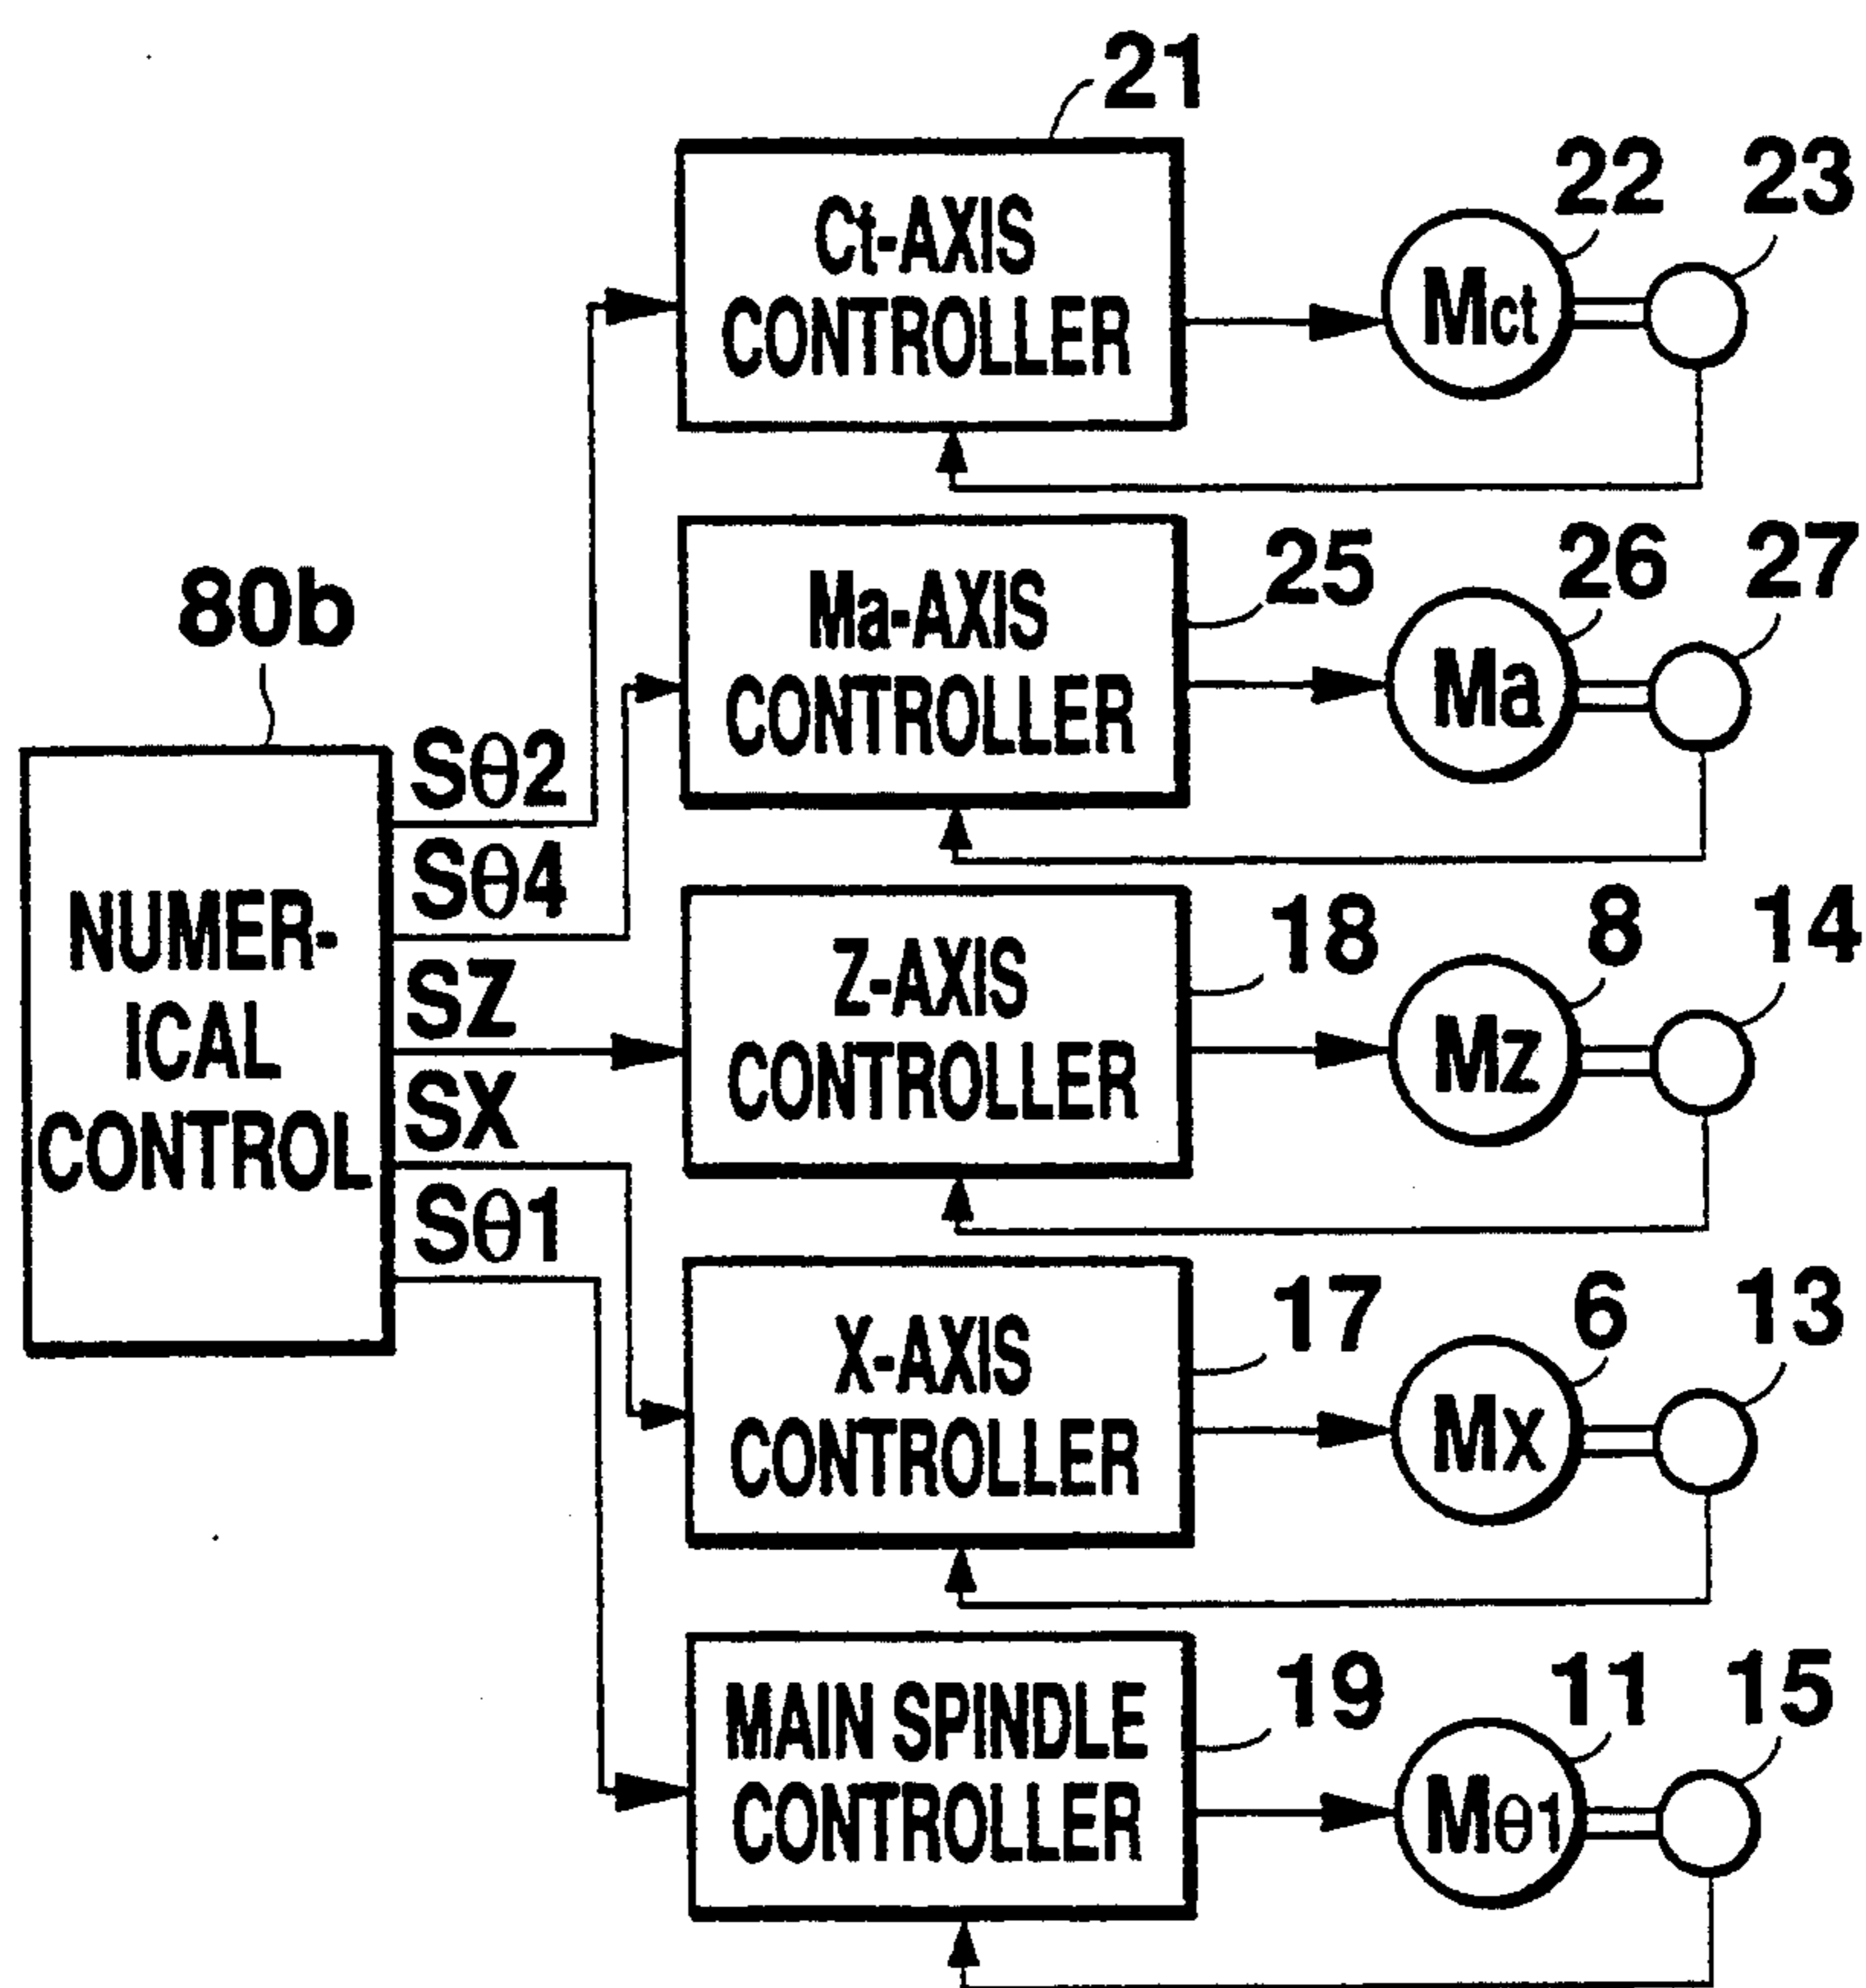 21
Ct-AXIS
CONTROLLER
22
23
Mct
80b
NUMER-
ICAL
CONTROL
Sθ2
Sθ4
SZ
SX
Sθ1
Ma-AXIS
CONTROLLER
25
26
27
Ma
Z-AXIS
CONTROLLER
18
8
14
Mz
X-AXIS
CONTROLLER
17
6
13
Mx
MAIN SPINDLE
CONTROLLER
19
11
15
Mθ1